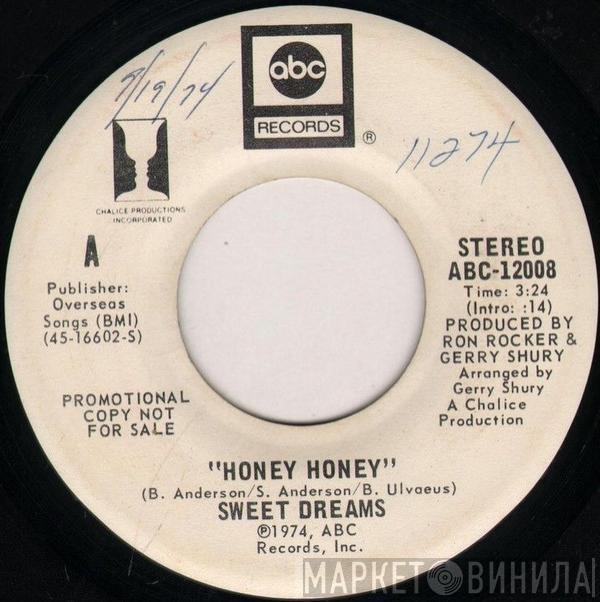 9/19/74
abc
RECORDS
®
11274
CHALICE PRODUCTIONS
INCORPORATED
A
Publisher:
Overseas
Songs (BMI)
(45-16602-S)
PROMOTIONAL
COPY NOT
FOR SALE
STEREO
ABC-12008
Time: 3:24
(Intro: :14)
PRODUCED BY
RON ROCKER &
GERRY SHURY
Arranged by
Gerry Shury
A Chalice
Production
"HONEY HONEY"
(B. Anderson/S. Anderson/B. Ulvaeus)
SWEET DREAMS
℗1974, ABC
Records, Inc.
МАРКЕТ ВИНИЛА